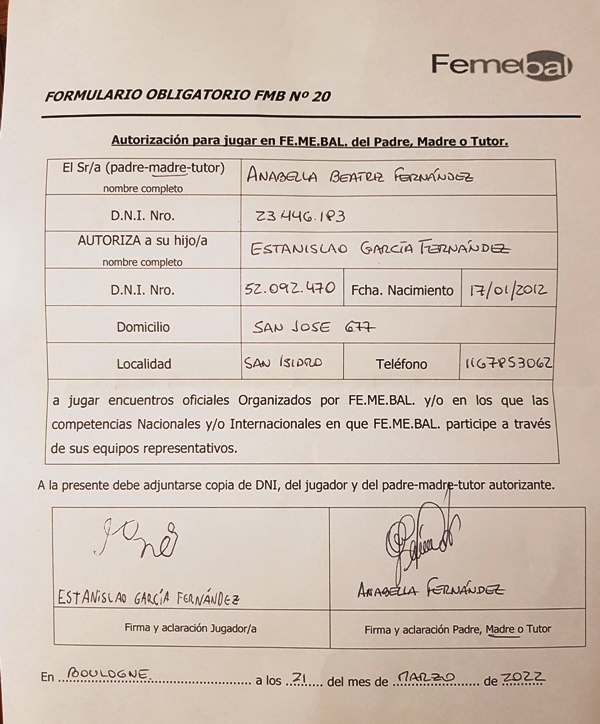 Femebal
FORMULARIO OBLIGATORIO FMB Nº 20
Autorización para jugar en FE.ME.BAL. del Padre, Madre o Tutor.
El Sr/a (padre-madre-tutor) ANABELLA BEATRIZ FERNÁNDEZ
nombre completo
D.N.I. Nro. 23.446.183
AUTORIZA a su hijo/a ESTANISLAO GARCÍA FERNÁNDEZ
nombre completo
D.N.I. Nro. 52.092.470 Fcha. Nacimiento 17/01/2012
Domicilio SAN JOSE 677
Localidad SAN ISIDRO Teléfono 1167853062
a jugar encuentros oficiales Organizados por FE.ME.BAL. y/o en los que las
competencias Nacionales y/o Internacionales en que FE.ME.BAL. participe a través
de sus equipos representativos.
A la presente debe adjuntarse copia de DNI, del jugador y del padre-madre-tutor autorizante.
ESTANISLAO GARCÍA FERNÁNDEZ ANABELLA FERNÁNDEZ
Firma y aclaración Jugador/a Firma y aclaración Padre, Madre o Tutor
En BOULOGNE a los 21 del mes de MARZO de 2022